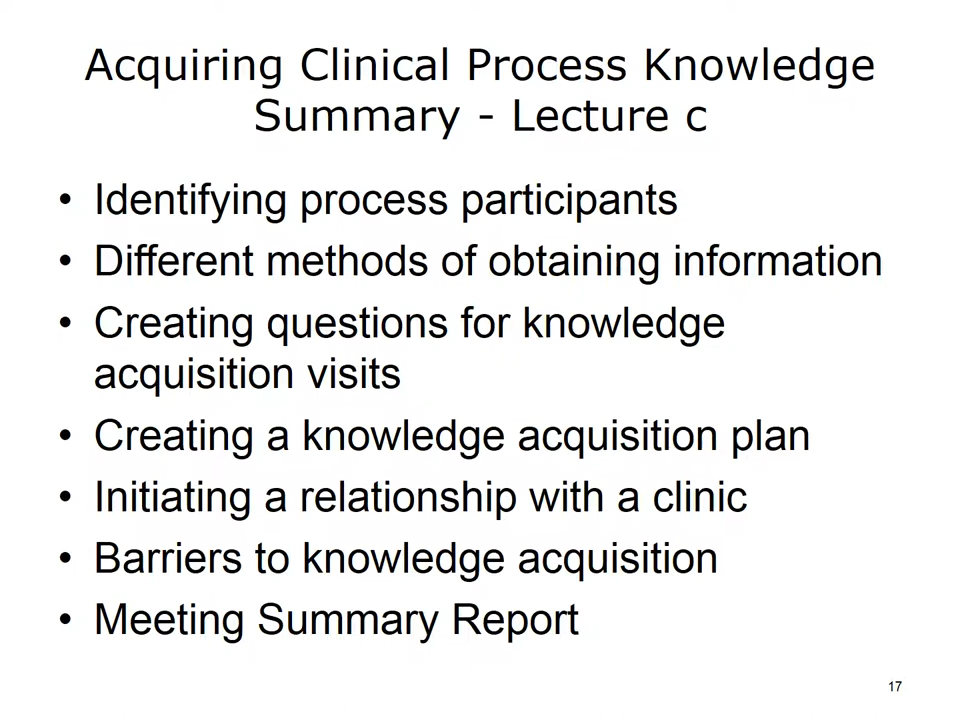 Acquiring Clinical Process Knowledge
Summary - Lecture c
• Identifying process participants
• Different methods of obtaining information
• Creating questions for knowledge
acquisition visits
• Creating a knowledge acquisition plan
• Initiating a relationship with a clinic
• Barriers to knowledge acquisition
• Meeting Summary Report
17